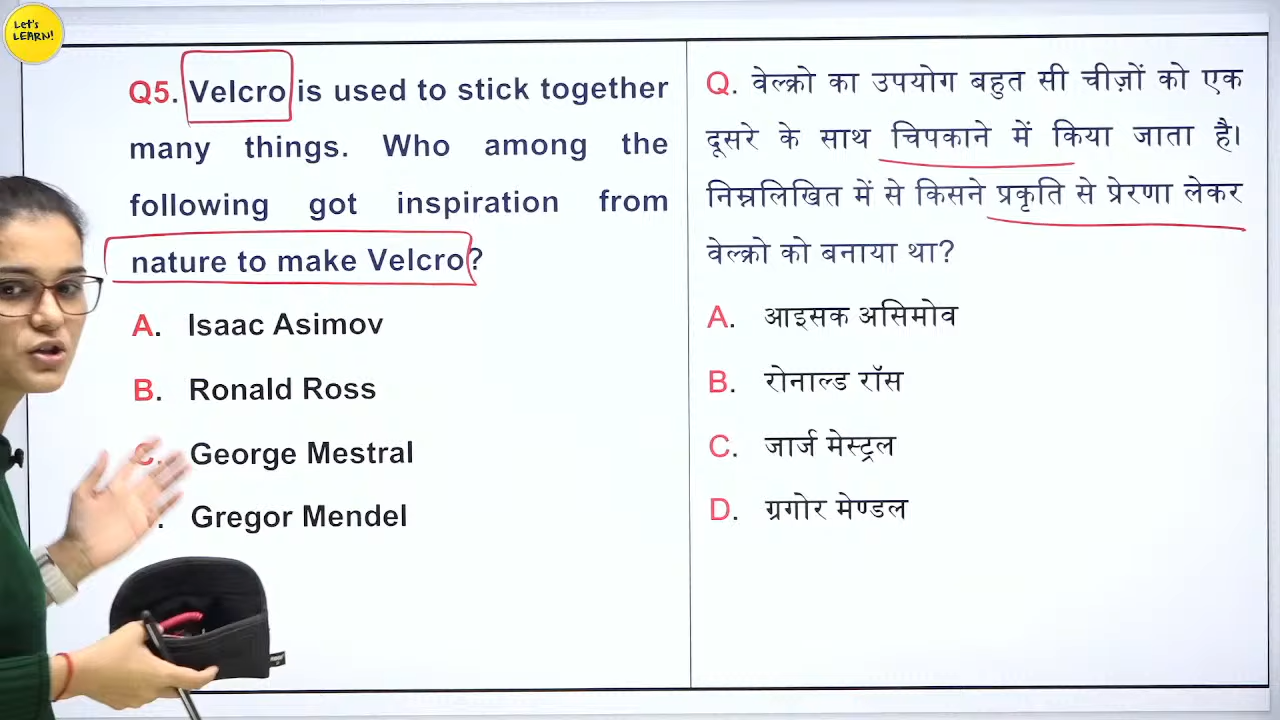 Let's
LEARN!
Q5. Velcro is used to stick together
many things. Who among the
following got inspiration from
nature to make Velcro?
A. Isaac Asimov
B. Ronald Ross
C. George Mestral
Gregor Mendel
Q. वेल्क्रो का उपयोग बहुत सी चीज़ों को एक
दूसरे के साथ चिपकाने में किया जाता है।
निम्नलिखित में से किसने प्रकृति से प्रेरणा लेकर
वेल्क्रो को बनाया था?
A. आइसक असिमोव
B. रोनाल्ड रॉस
C. जार्ज मेस्ट्रल
D. ग्रगोर मेण्डल